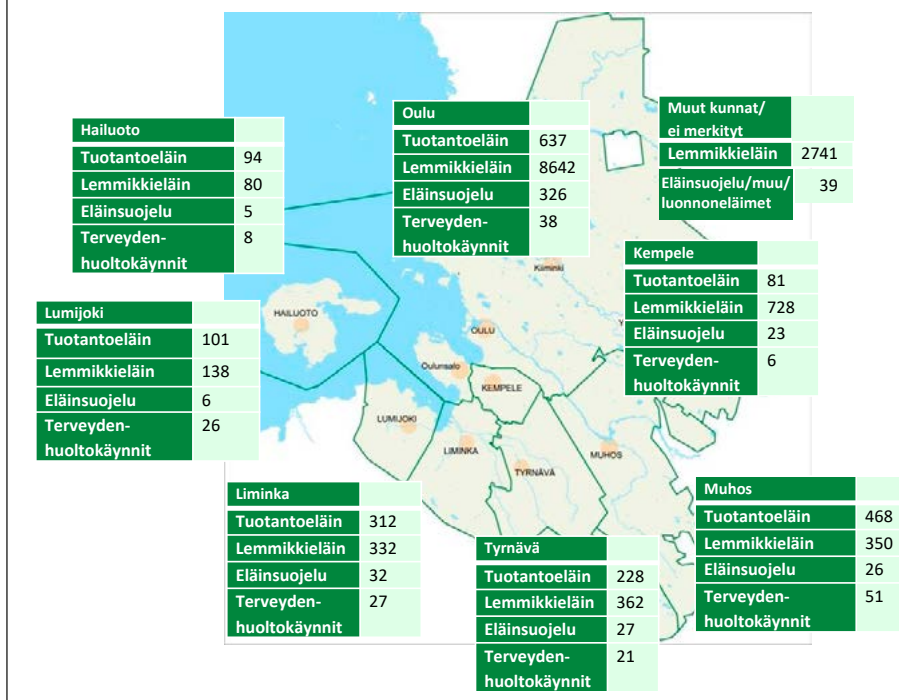 Hailuoto
Tuotantoeläin 94
Lemmikkieläin 80
Eläinsuojelu 5
Terveyden-
huoltokäynnit 8
Oulu
Tuotantoeläin 637
Lemmikkieläin 8642
Eläinsuojelu 326
Terveyden-
huoltokäynnit 38
Muut kunnat/
ei merkityt
Lemmikkieläin 2741
Eläinsuojelu/muu/
luonnoneläimet 39
Kempele
Tuotantoeläin 81
Lemmikkieläin 728
Eläinsuojelu 23
Terveyden-
huoltokäynnit 6
Lumijoki
Tuotantoeläin 101
Lemmikkieläin 138
Eläinsuojelu 6
Terveyden-
huoltokäynnit 26
Kiiminki
HAILUOTO
OULU
Y
Oulunsalo
KEMPELE
LUMIJOKI
LIMINKA
TYRNÄVÄ
MUHOS
Liminka
Tuotantoeläin 312
Lemmikkieläin 332
Eläinsuojelu 32
Terveyden-
huoltokäynnit 27
Tyrnävä
Tuotantoeläin 228
Lemmikkieläin 362
Eläinsuojelu 27
Terveyden-
huoltokäynnit 21
Muhos
Tuotantoeläin 468
Lemmikkieläin 350
Eläinsuojelu 26
Terveyden-
huoltokäynnit 51